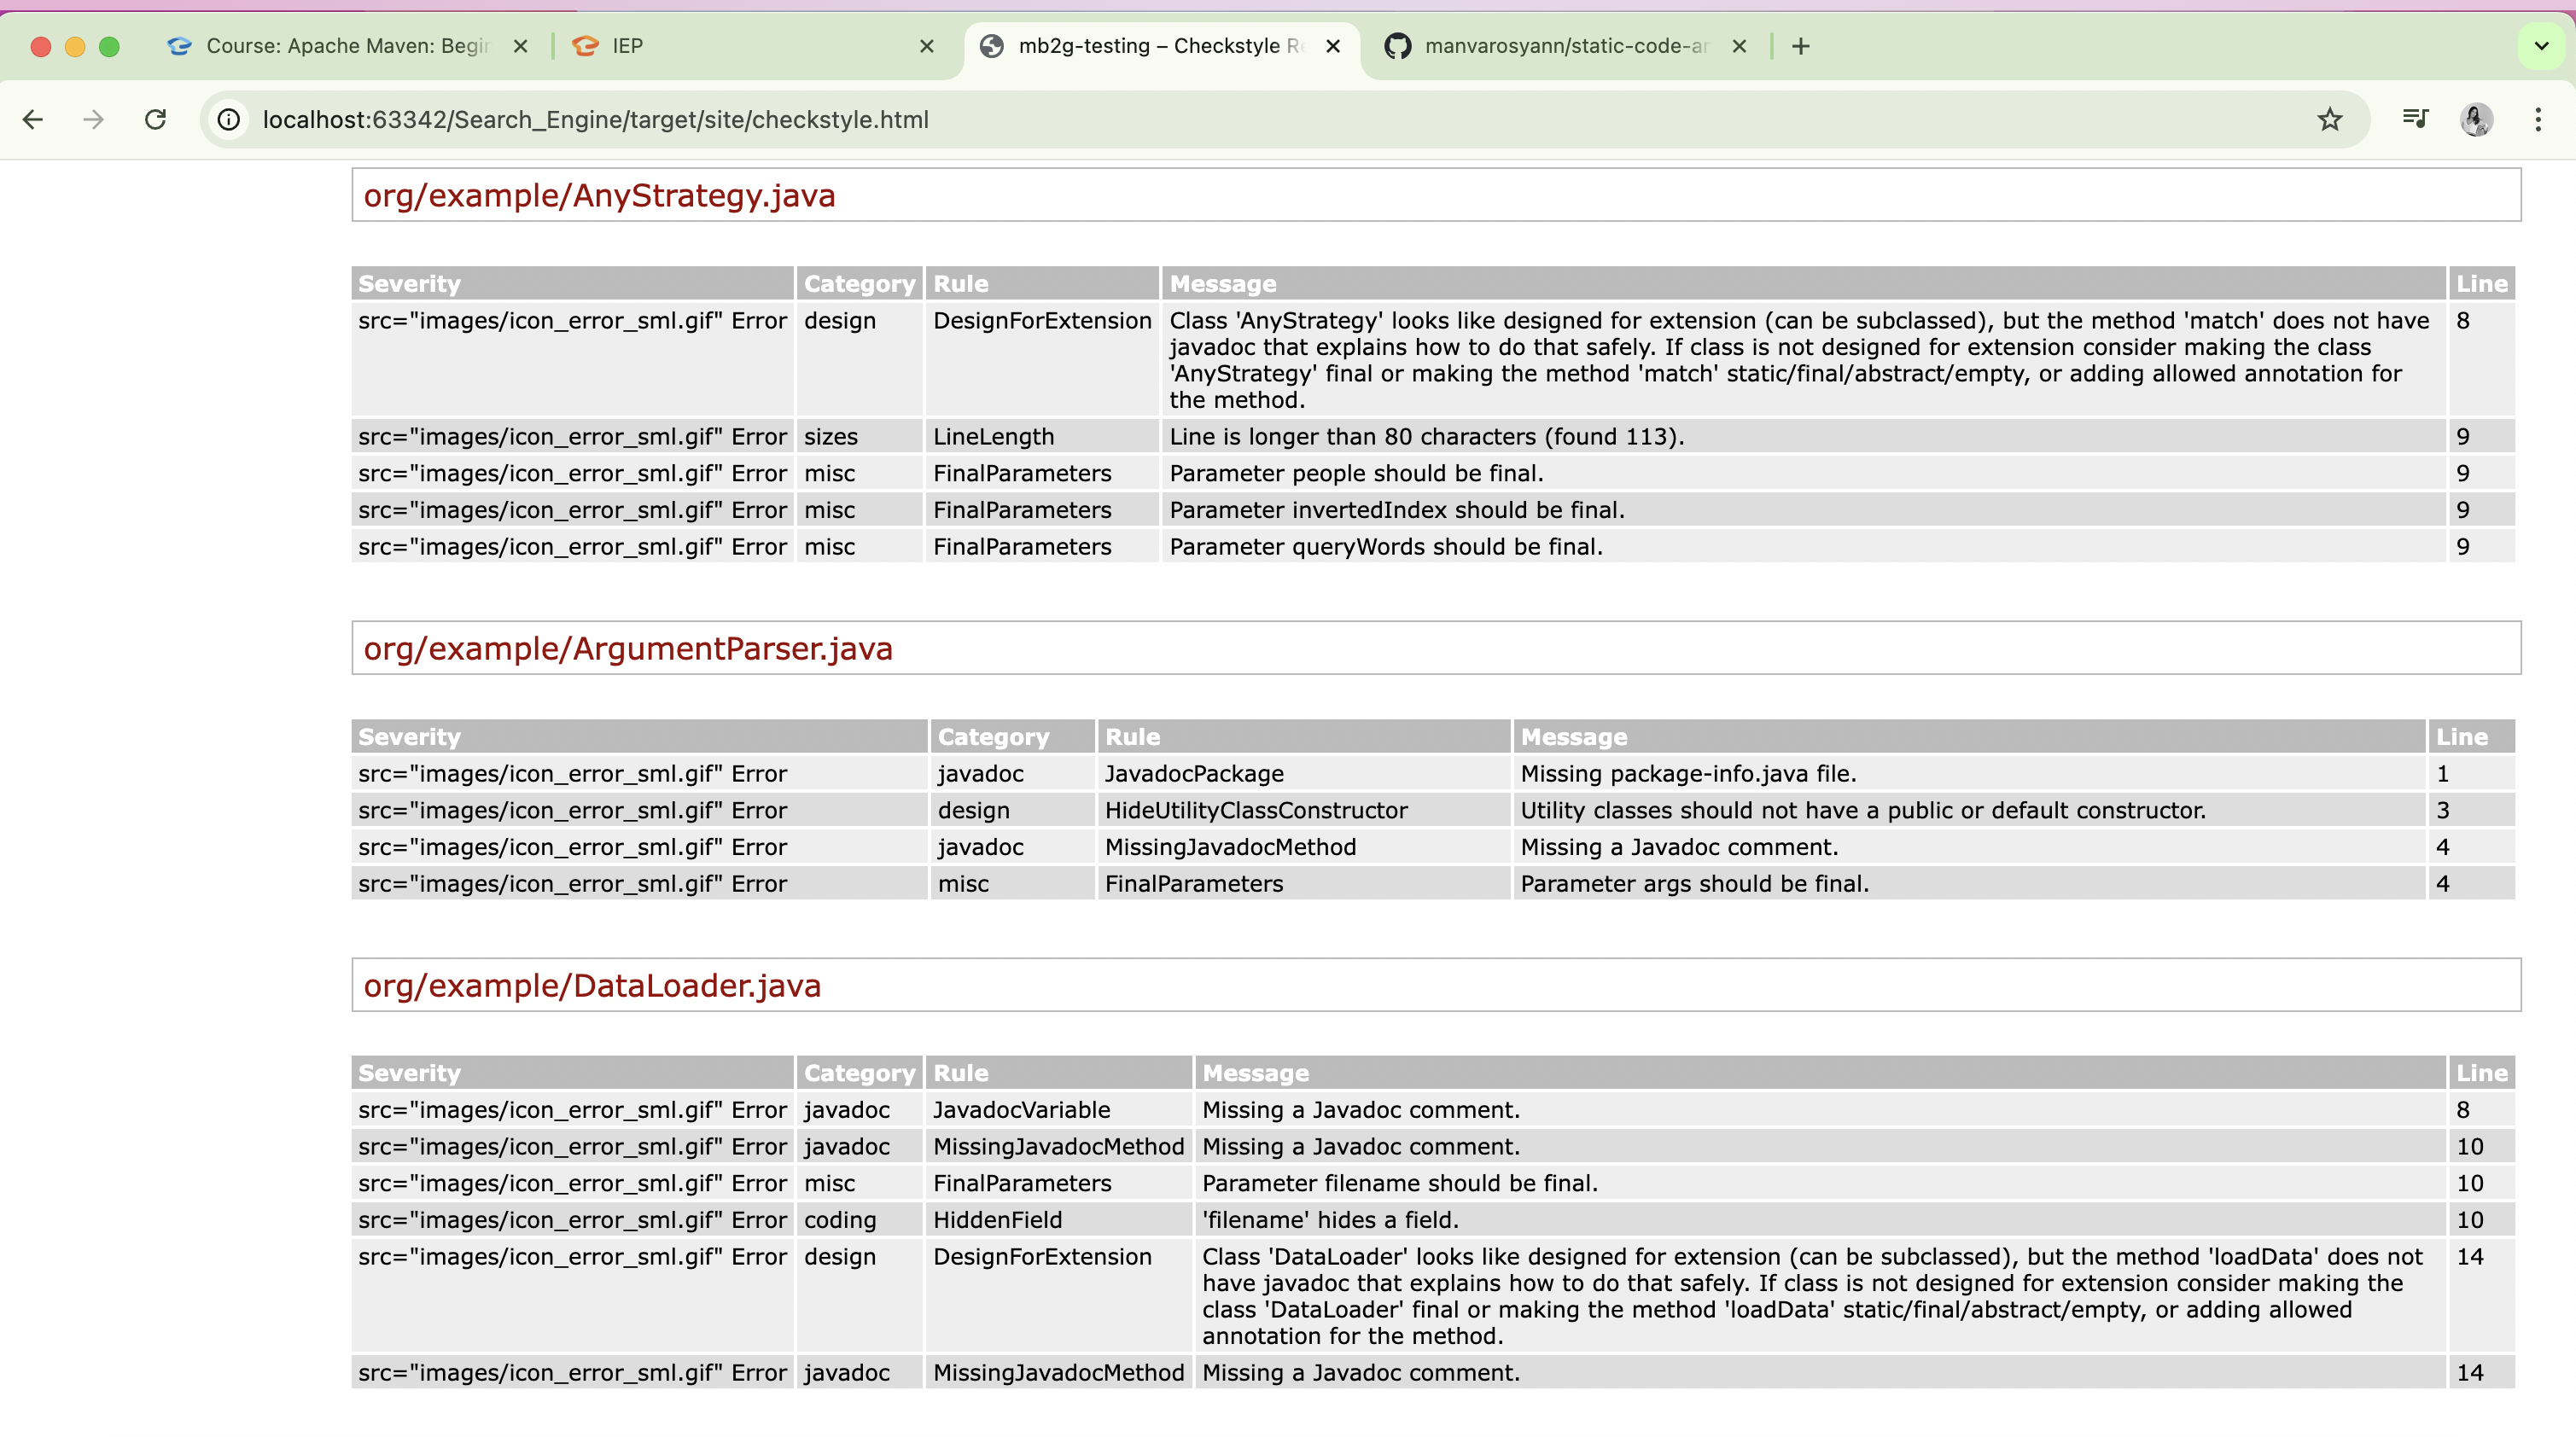 Course: Apache Maven: Begin
IEP
mb2g-testing – Checkstyle Re
manvarosyann/static-code-an
localhost:63342/Search_Engine/target/site/checkstyle.html
org/example/AnyStrategy.java
Severity Category Rule Message Line
src="images/icon_error_sml.gif" Error design DesignForExtension Class 'AnyStrategy' looks like designed for extension (can be subclassed), but the method 'match' does not have 8
javadoc that explains how to do that safely. If class is not designed for extension consider making the class
'AnyStrategy' final or making the method 'match' static/final/abstract/empty, or adding allowed annotation for
the method.
src="images/icon_error_sml.gif" Error sizes LineLength Line is longer than 80 characters (found 113). 9
src="images/icon_error_sml.gif" Error misc FinalParameters Parameter people should be final. 9
src="images/icon_error_sml.gif" Error misc FinalParameters Parameter invertedIndex should be final. 9
src="images/icon_error_sml.gif" Error misc FinalParameters Parameter queryWords should be final. 9
org/example/ArgumentParser.java
Severity Category Rule Message Line
src="images/icon_error_sml.gif" Error javadoc JavadocPackage Missing package-info.java file. 1
src="images/icon_error_sml.gif" Error design HideUtilityClassConstructor Utility classes should not have a public or default constructor. 3
src="images/icon_error_sml.gif" Error javadoc MissingJavadocMethod Missing a Javadoc comment. 4
src="images/icon_error_sml.gif" Error misc FinalParameters Parameter args should be final. 4
org/example/DataLoader.java
Severity Category Rule Message Line
src="images/icon_error_sml.gif" Error javadoc JavadocVariable Missing a Javadoc comment. 8
src="images/icon_error_sml.gif" Error javadoc MissingJavadocMethod Missing a Javadoc comment. 10
src="images/icon_error_sml.gif" Error misc FinalParameters Parameter filename should be final. 10
src="images/icon_error_sml.gif" Error coding HiddenField 'filename' hides a field. 10
src="images/icon_error_sml.gif" Error design DesignForExtension Class 'DataLoader' looks like designed for extension (can be subclassed), but the method 'loadData' does not 14
have javadoc that explains how to do that safely. If class is not designed for extension consider making the
class 'DataLoader' final or making the method 'loadData' static/final/abstract/empty, or adding allowed
annotation for the method.
src="images/icon_error_sml.gif" Error javadoc MissingJavadocMethod Missing a Javadoc comment. 14